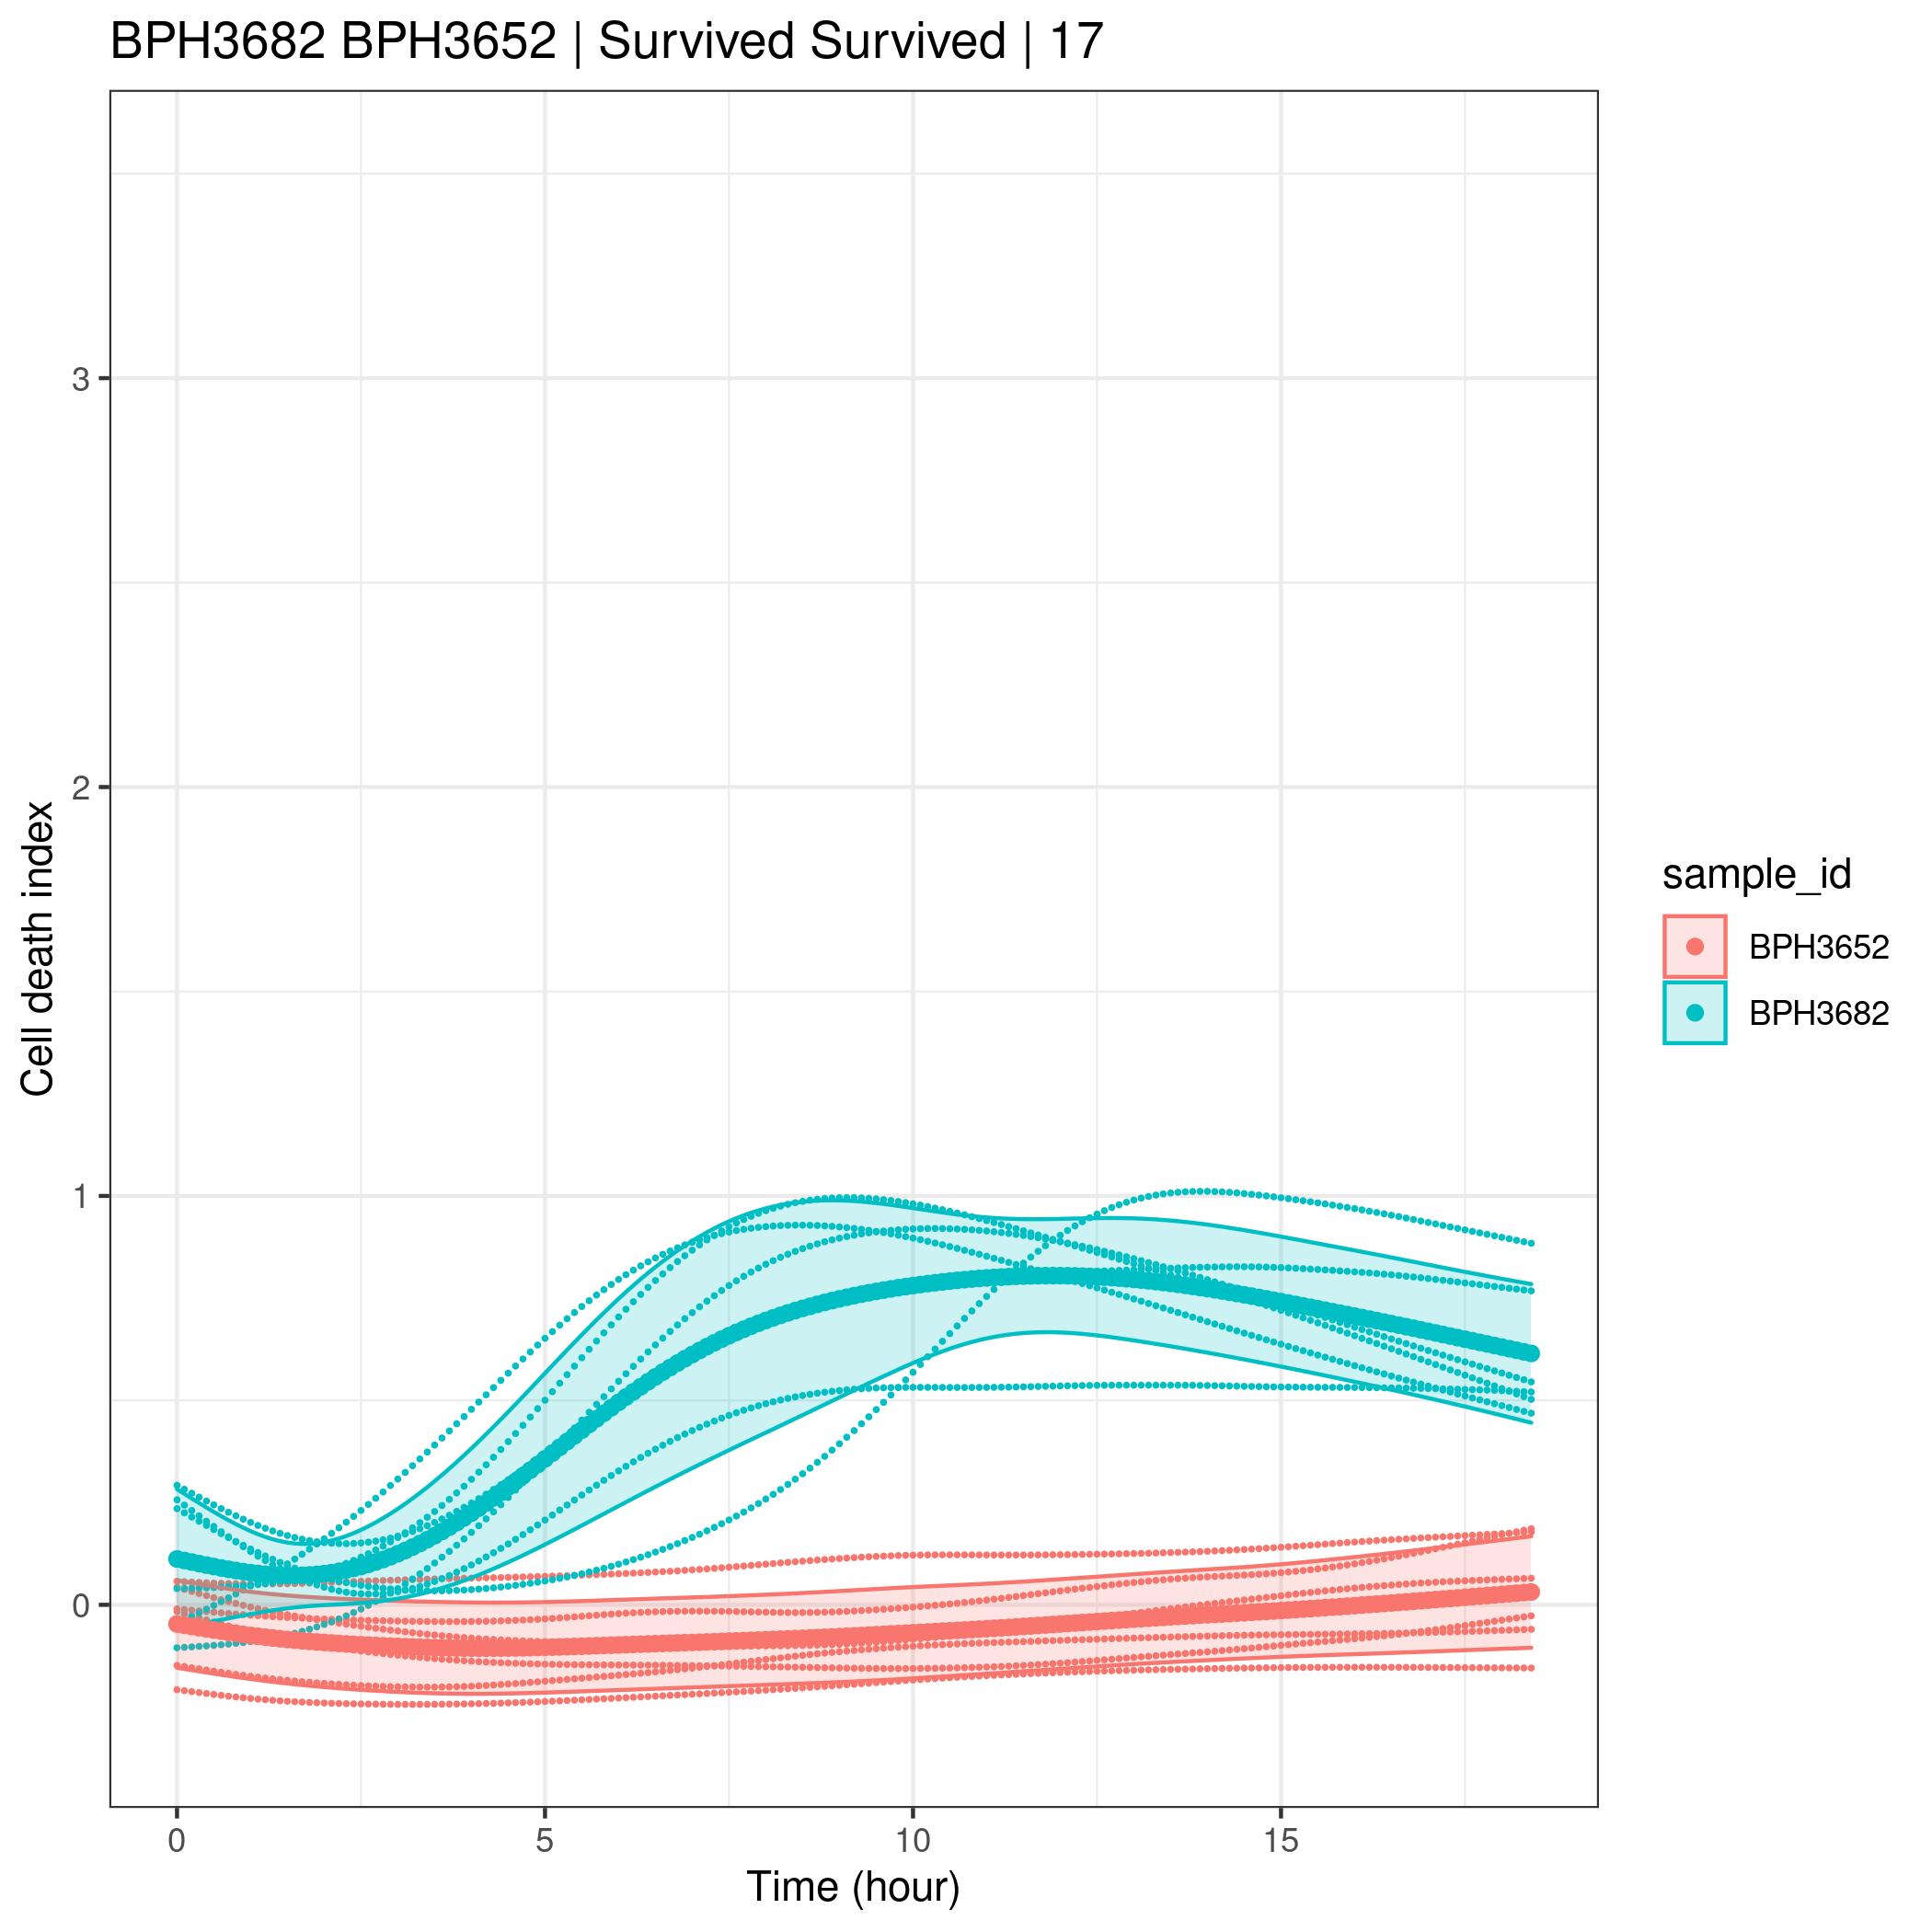 BPH3682 BPH3652 | Survived Survived | 17
Cell death index
3
2
1
0
0 5 10 15
Time (hour)
sample_id
BPH3652
BPH3682